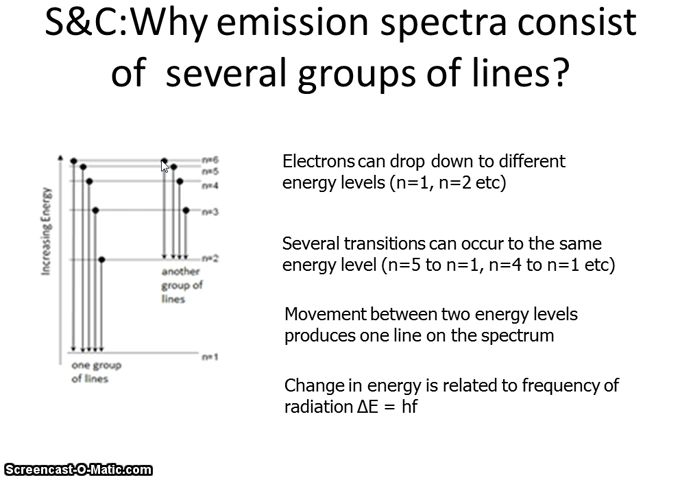 S&C:Why emission spectra consist
of several groups of lines?
n=6
n=5
n=4
n=3
n=2
n=1
Increasing Energy
another
group of
lines
one group
of lines
Electrons can drop down to different
energy levels (n=1, n=2 etc)
Several transitions can occur to the same
energy level (n=5 to n=1, n=4 to n=1 etc)
Movement between two energy levels
produces one line on the spectrum
Change in energy is related to frequency of
radiation ΔE = hf
Screencast-O-Matic.com